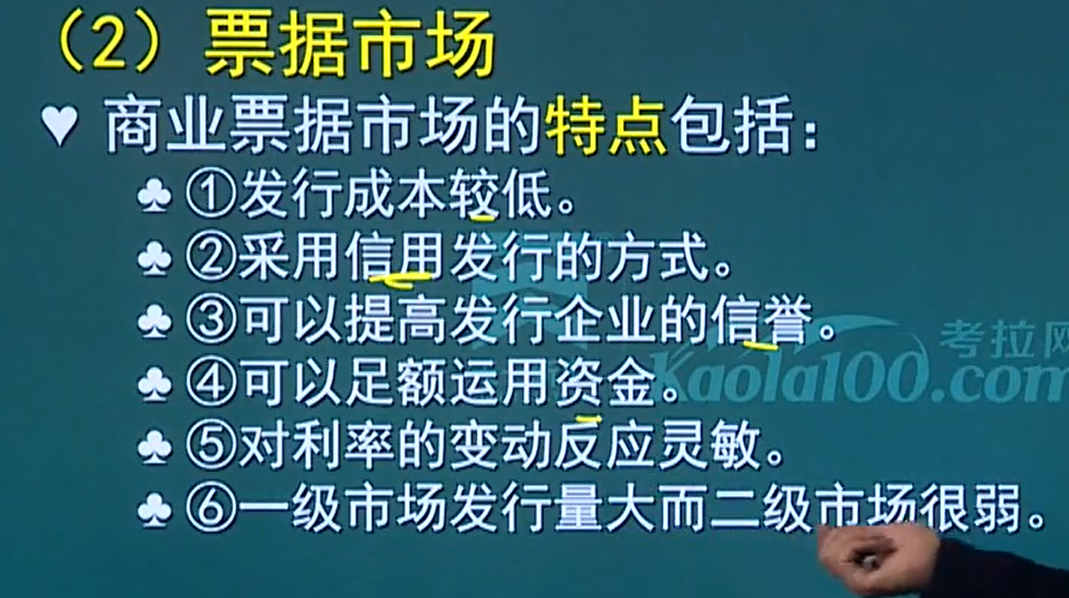 （2）票据市场
♥ 商业票据市场的特点包括：
♣ ①发行成本较低。
♣ ②采用信用发行的方式。
♣ ③可以提高发行企业的信誉。
♣ ④可以足额运用资金。
♣ ⑤对利率的变动反应灵敏。
♣ ⑥一级市场发行量大而二级市场很弱。
考拉网
Kaola100.com